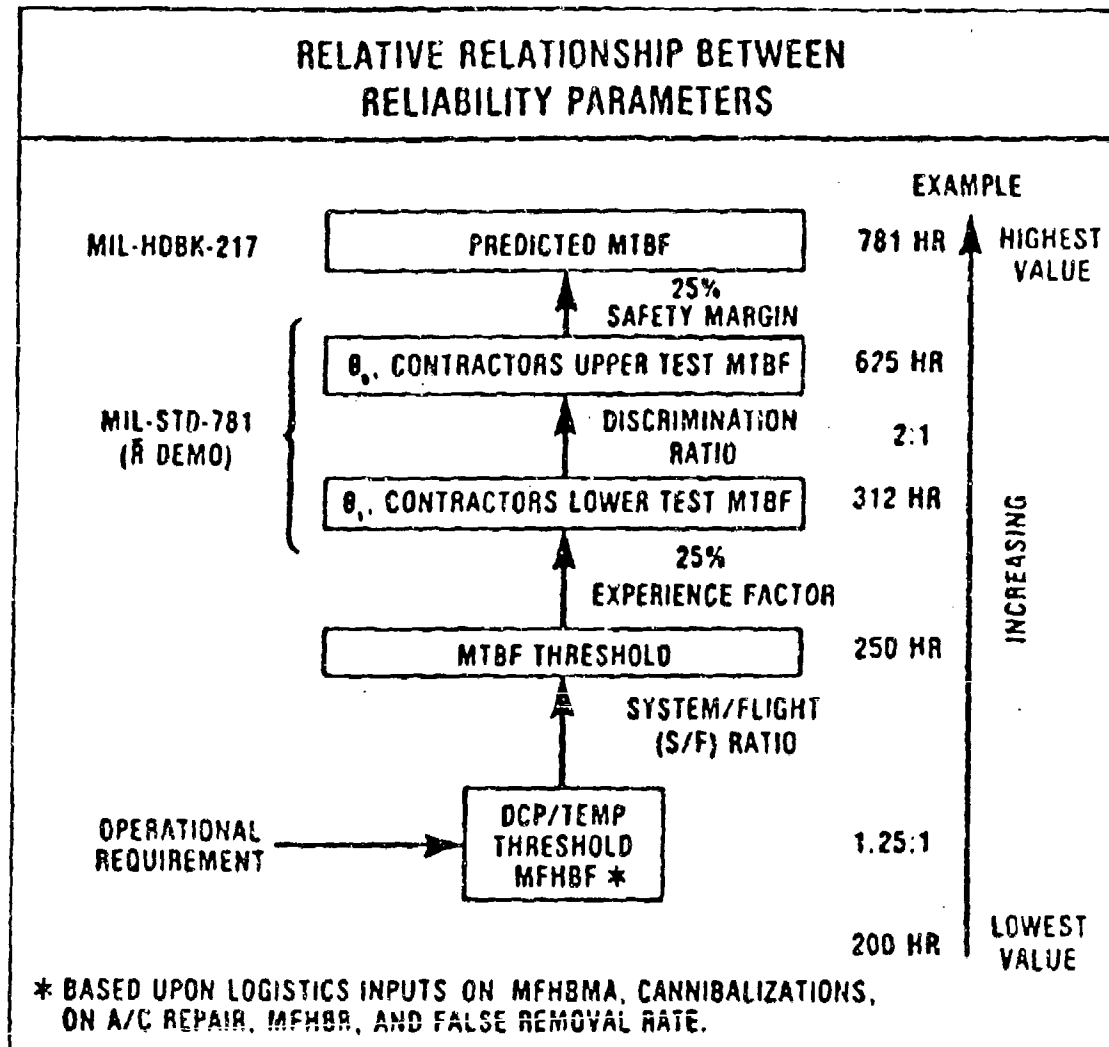 RELATIVE RELATIONSHIP BETWEEN
RELIABILITY PARAMETERS
EXAMPLE
MIL-HDBK-217
PREDICTED MTBF
781 HR
HIGHEST
VALUE
25%
SAFETY MARGIN
θ₀, CONTRACTORS UPPER TEST MTBF
625 HR
MIL-STD-781
(R̄ DEMO)
DISCRIMINATION
RATIO
2:1
θ₁, CONTRACTORS LOWER TEST MTBF
312 HR
25%
EXPERIENCE FACTOR
INCREASING
MTBF THRESHOLD
250 HR
SYSTEM/FLIGHT
(S/F) RATIO
OPERATIONAL
REQUIREMENT
DCP/TEMP
THRESHOLD
MFHBF *
1.25:1
200 HR
LOWEST
VALUE
* BASED UPON LOGISTICS INPUTS ON MFHBMA, CANNIBALIZATIONS,
ON A/C REPAIR, MFHBR, AND FALSE REMOVAL RATE.